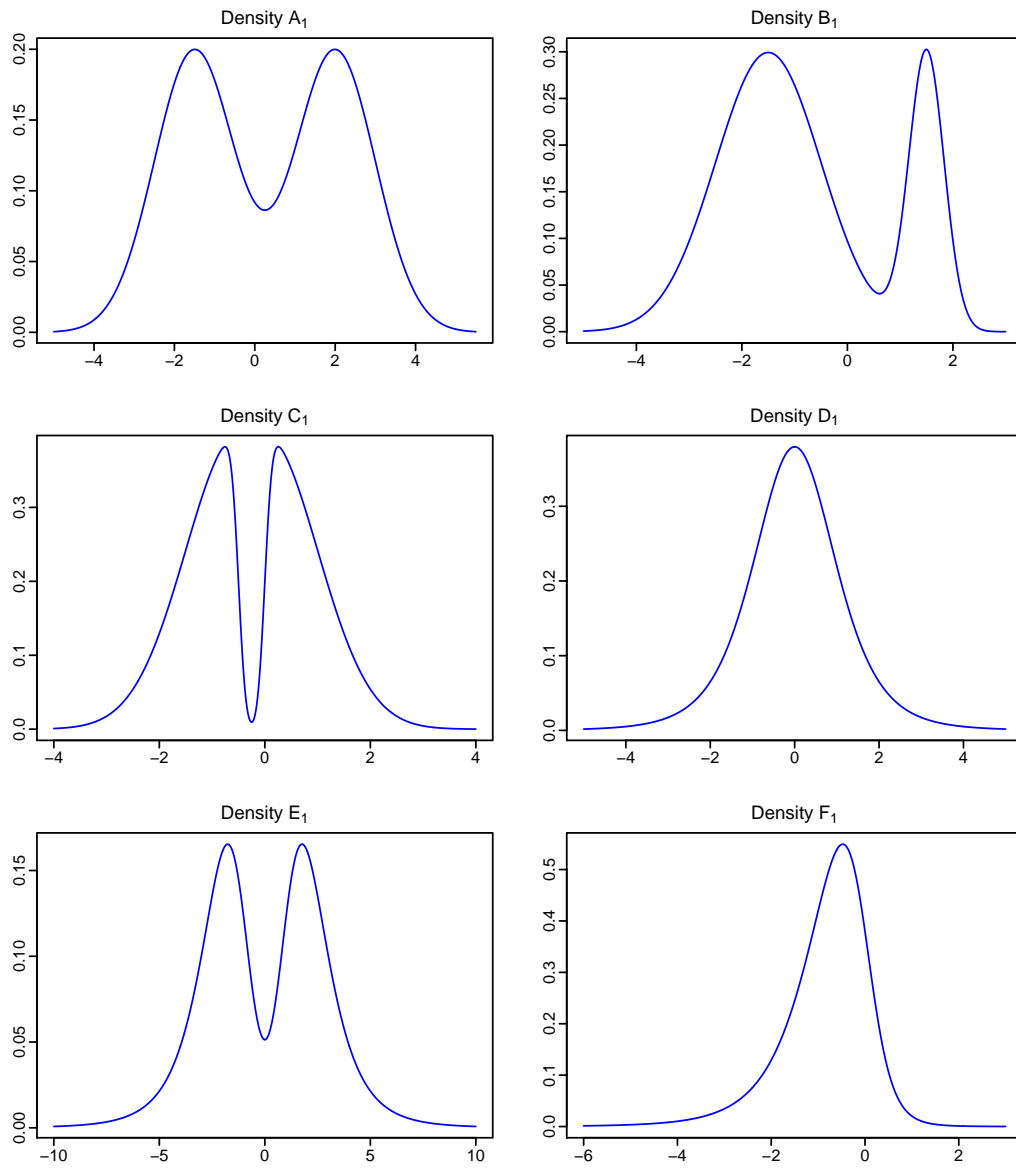 Density A₁
0.00 0.05 0.10 0.15 0.20
−4 −2 0 2 4
Density B₁
0.00 0.05 0.10 0.15 0.20 0.25 0.30
−4 −2 0 2
Density C₁
0.0 0.1 0.2 0.3
−4 −2 0 2 4
Density D₁
0.0 0.1 0.2 0.3
−4 −2 0 2 4
Density E₁
0.00 0.05 0.10 0.15
−10 −5 0 5 10
Density F₁
0.0 0.1 0.2 0.3 0.4 0.5
−6 −4 −2 0 2